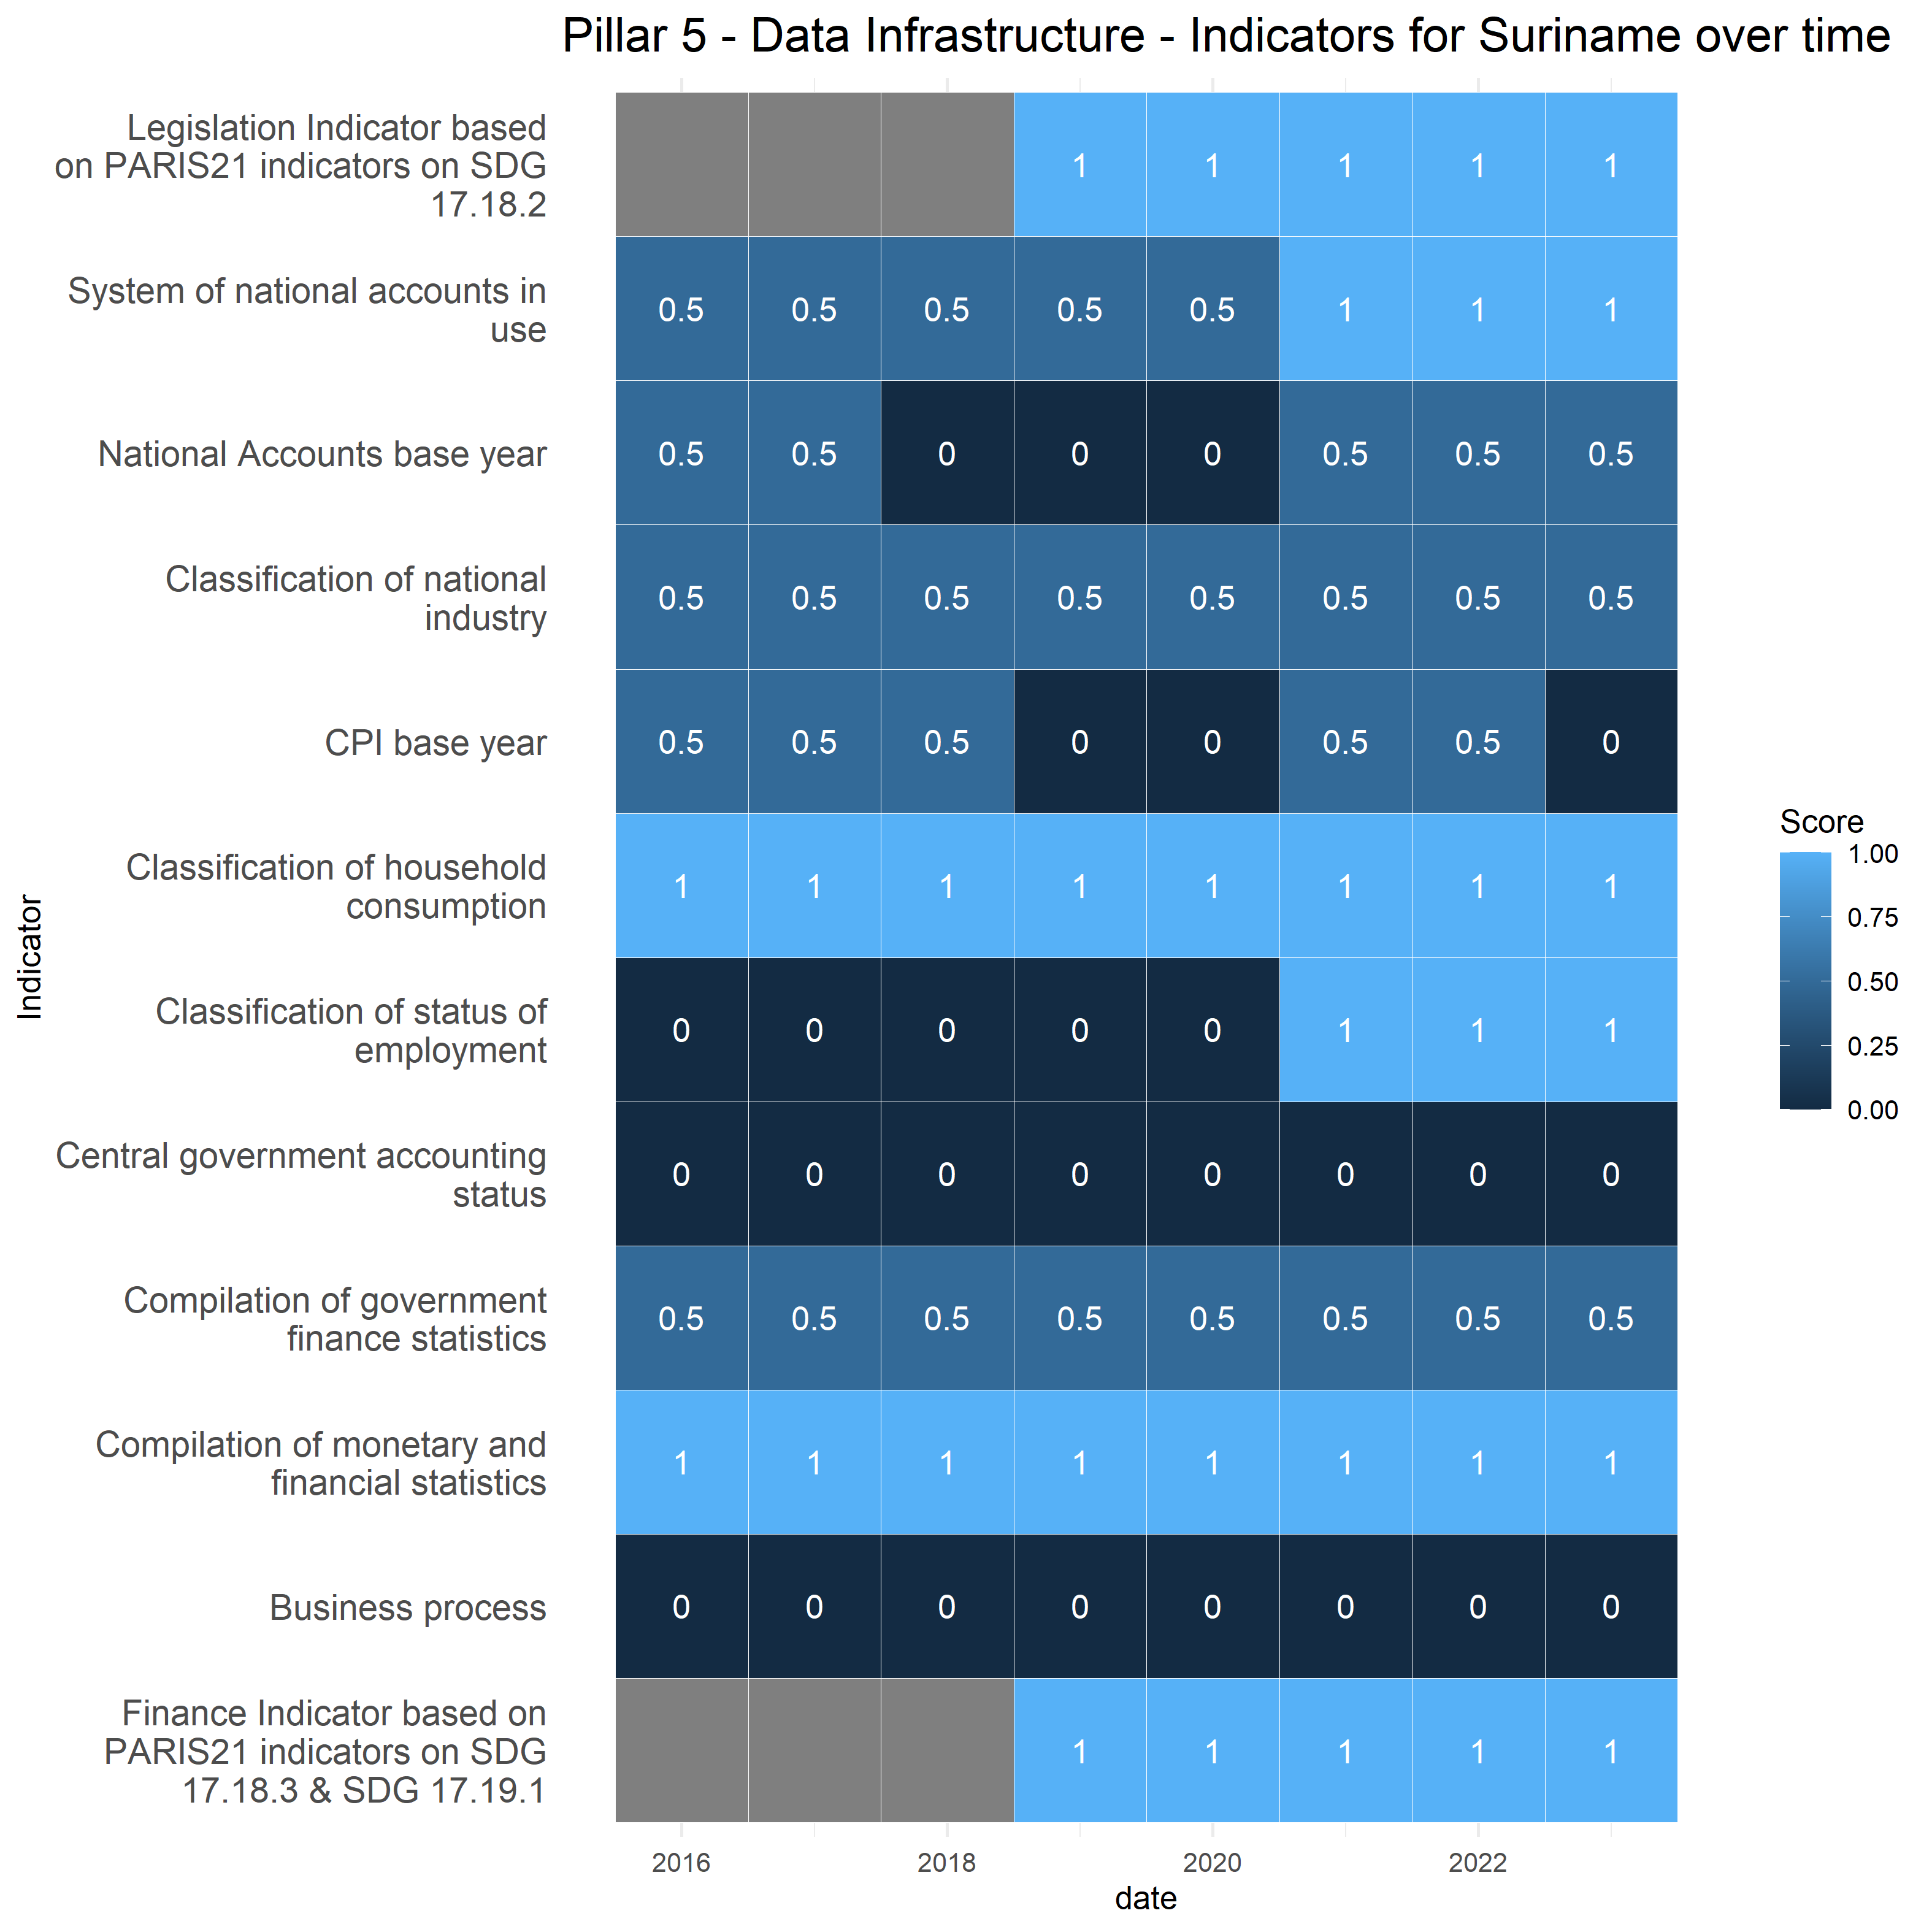 Pillar 5 - Data Infrastructure - Indicators for Suriname over time
Legislation Indicator based
on PARIS21 indicators on SDG
17.18.2
1 1 1 1 1
System of national accounts in
use
0.5 0.5 0.5 0.5 0.5 1 1 1
National Accounts base year
0.5 0.5 0 0 0 0.5 0.5 0.5
Classification of national
industry
0.5 0.5 0.5 0.5 0.5 0.5 0.5 0.5
CPI base year
0.5 0.5 0.5 0 0 0.5 0.5 0
Classification of household
consumption
1 1 1 1 1 1 1 1
Classification of status of
employment
0 0 0 0 0 1 1 1
Central government accounting
status
0 0 0 0 0 0 0 0
Compilation of government
finance statistics
0.5 0.5 0.5 0.5 0.5 0.5 0.5 0.5
Compilation of monetary and
financial statistics
1 1 1 1 1 1 1 1
Business process
0 0 0 0 0 0 0 0
Finance Indicator based on
PARIS21 indicators on SDG
17.18.3 & SDG 17.19.1
1 1 1 1 1
2016 2018 2020 2022
date
Indicator
Score
1.00
0.75
0.50
0.25
0.00